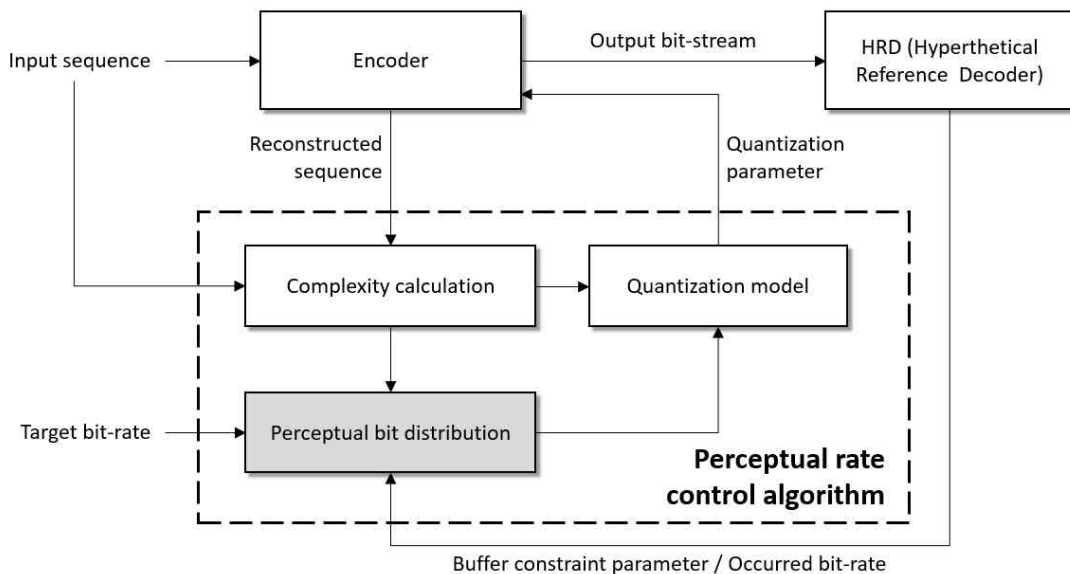 Input sequence
Encoder
Output bit-stream
HRD (Hyperthetical
Reference Decoder)
Reconstructed
sequence
Quantization
parameter
Complexity calculation
Quantization model
Target bit-rate
Perceptual bit distribution
Perceptual rate
control algorithm
Buffer constraint parameter / Occurred bit-rate